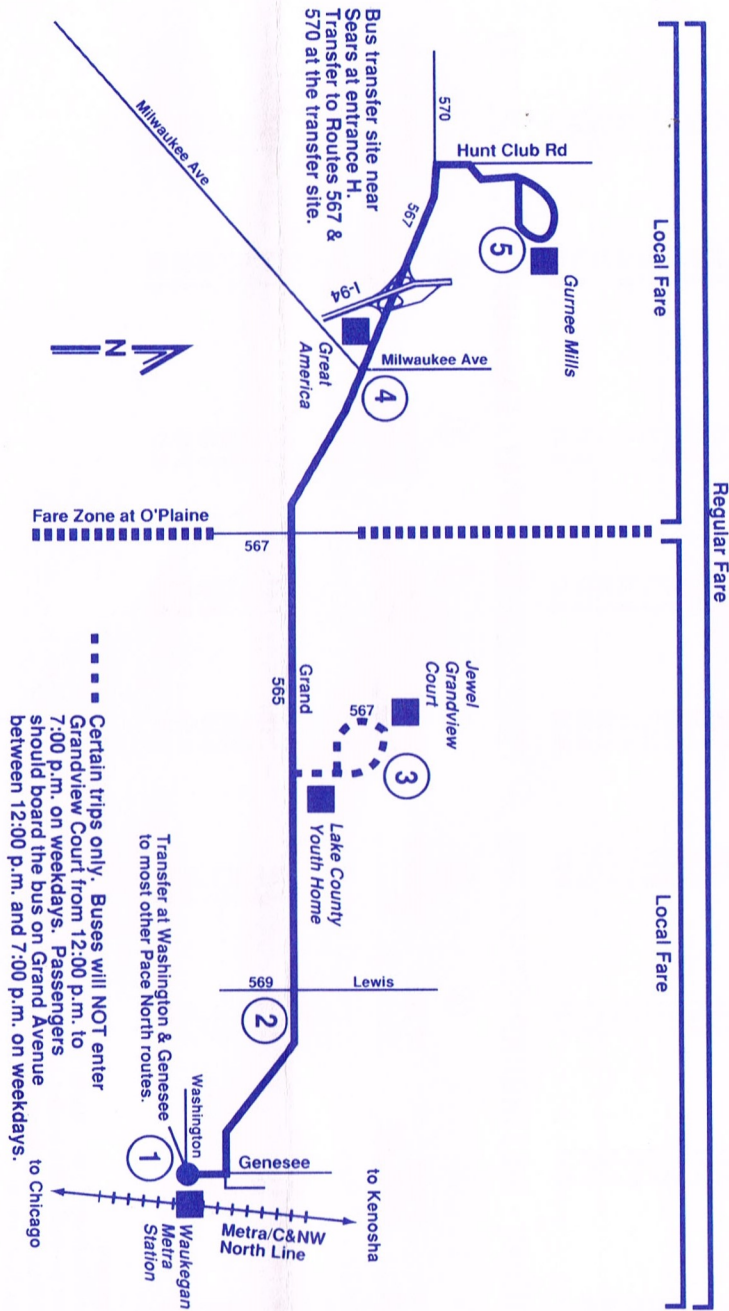 Regular Fare
Local Fare
Local Fare
Hunt Club Rd
570
567
5
Gurnee Mills
Bus transfer site near
Sears at entrance H.
Transfer to Routes 567 &
570 at the transfer site.
I-94
Great
America
Milwaukee Ave
Milwaukee Ave
4
N
Fare Zone at O'Plaine
567
Jewel
Grandview
Court
567
3
Grand
565
Lake County
Youth Home
Lewis
569
2
Certain trips only. Buses will NOT enter
Grandview Court from 12:00 p.m. to
7:00 p.m. on weekdays. Passengers
should board the bus on Grand Avenue
between 12:00 p.m. and 7:00 p.m. on weekdays.
Transfer at Washington & Genesee
to most other Pace North routes.
Washington
Genesee
1
to Kenosha
Metra/C&NW
North Line
Waukegan
Metra
Station
to Chicago